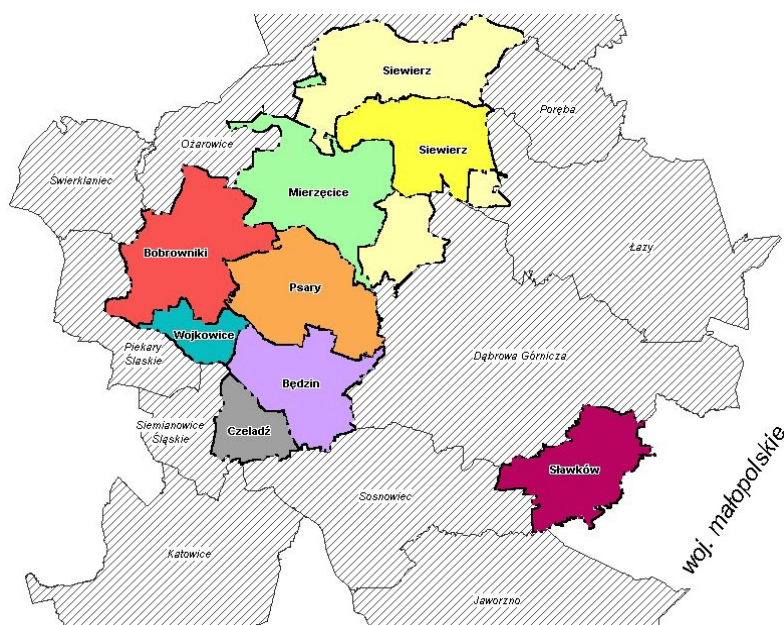 Siewierz
Poręba
Ożarowice
Siewierz
Świerklaniec
Mierzęcice
Bobrowniki
Łazy
Psary
Wojkowice
Piekary
Śląskie
Dąbrowa Górnicza
Będzin
Siemianowice
Śląskie
Czeladź
Sławków
woj. małopolskie
Sosnowiec
Katowice
Jaworzno